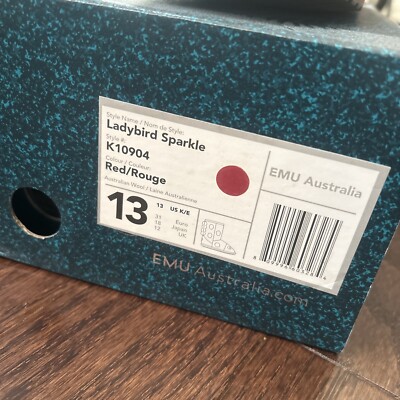 Style Name / Nom de Style:
Ladybird Sparkle
Style #:
K10904
Colour / Couleur:
Red/Rouge
Australian Wool / Laine Australienne
13
13 US K/E
31 Euro
18 Japan
12 UK
EMU Australia
EMU Australia.com